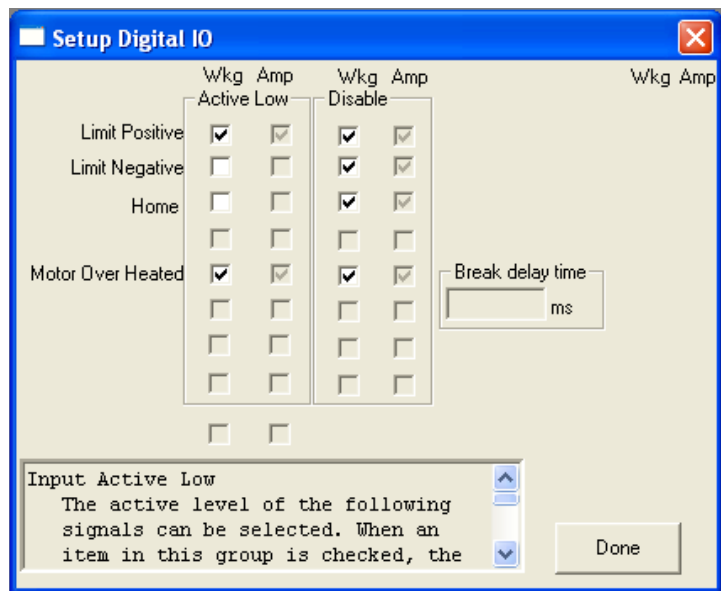 Setup Digital IO
Wkg Amp Wkg Amp Wkg Amp
Active Low Disable
Limit Positive
Limit Negative
Home
Motor Over Heated
Break delay time
ms
Input Active Low
The active level of the following
signals can be selected. When an
item in this group is checked, the
Done